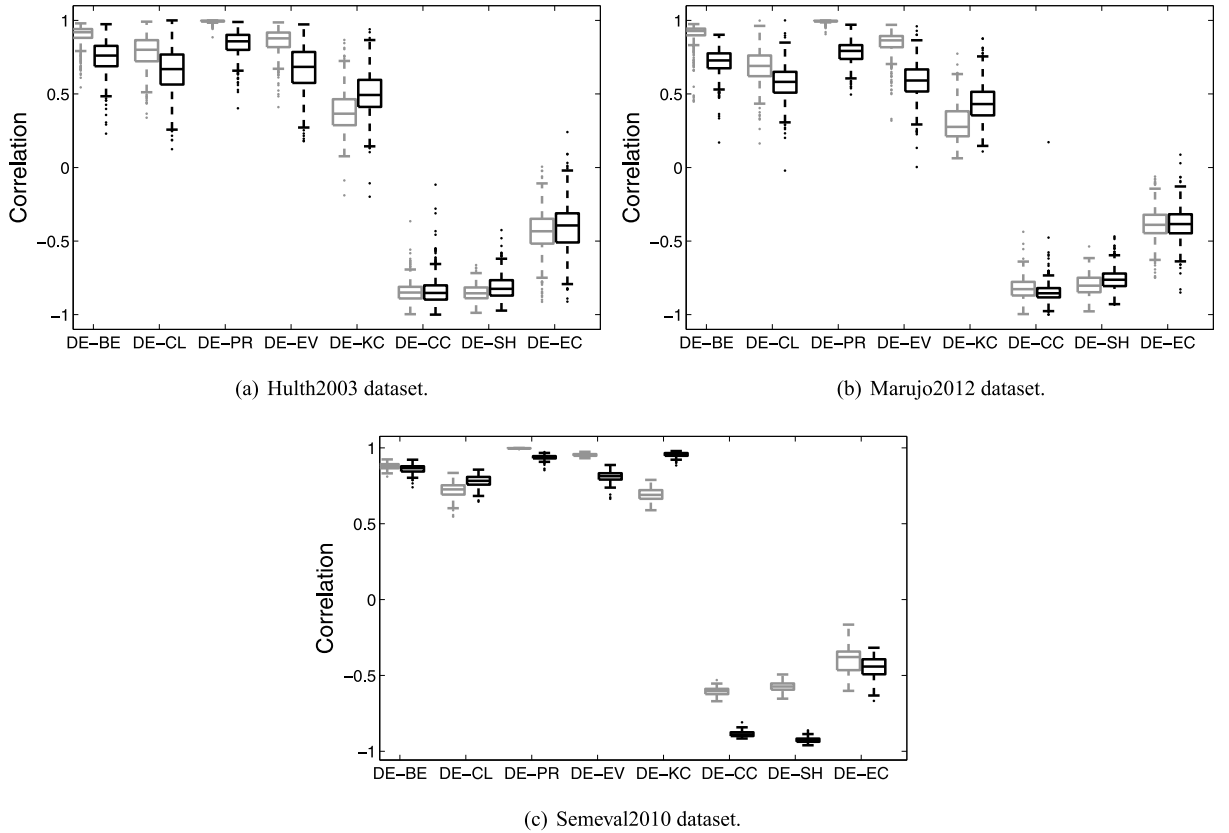 1
0.5
0
−0.5
−1
Correlation
DE−BE DE−CL DE−PR DE−EV DE−KC DE−CC DE−SH DE−EC
(a) Hulth2003 dataset.
1
0.5
0
−0.5
−1
Correlation
DE−BE DE−CL DE−PR DE−EV DE−KC DE−CC DE−SH DE−EC
(b) Marujo2012 dataset.
1
0.5
0
−0.5
−1
Correlation
DE−BE DE−CL DE−PR DE−EV DE−KC DE−CC DE−SH DE−EC
(c) Semeval2010 dataset.